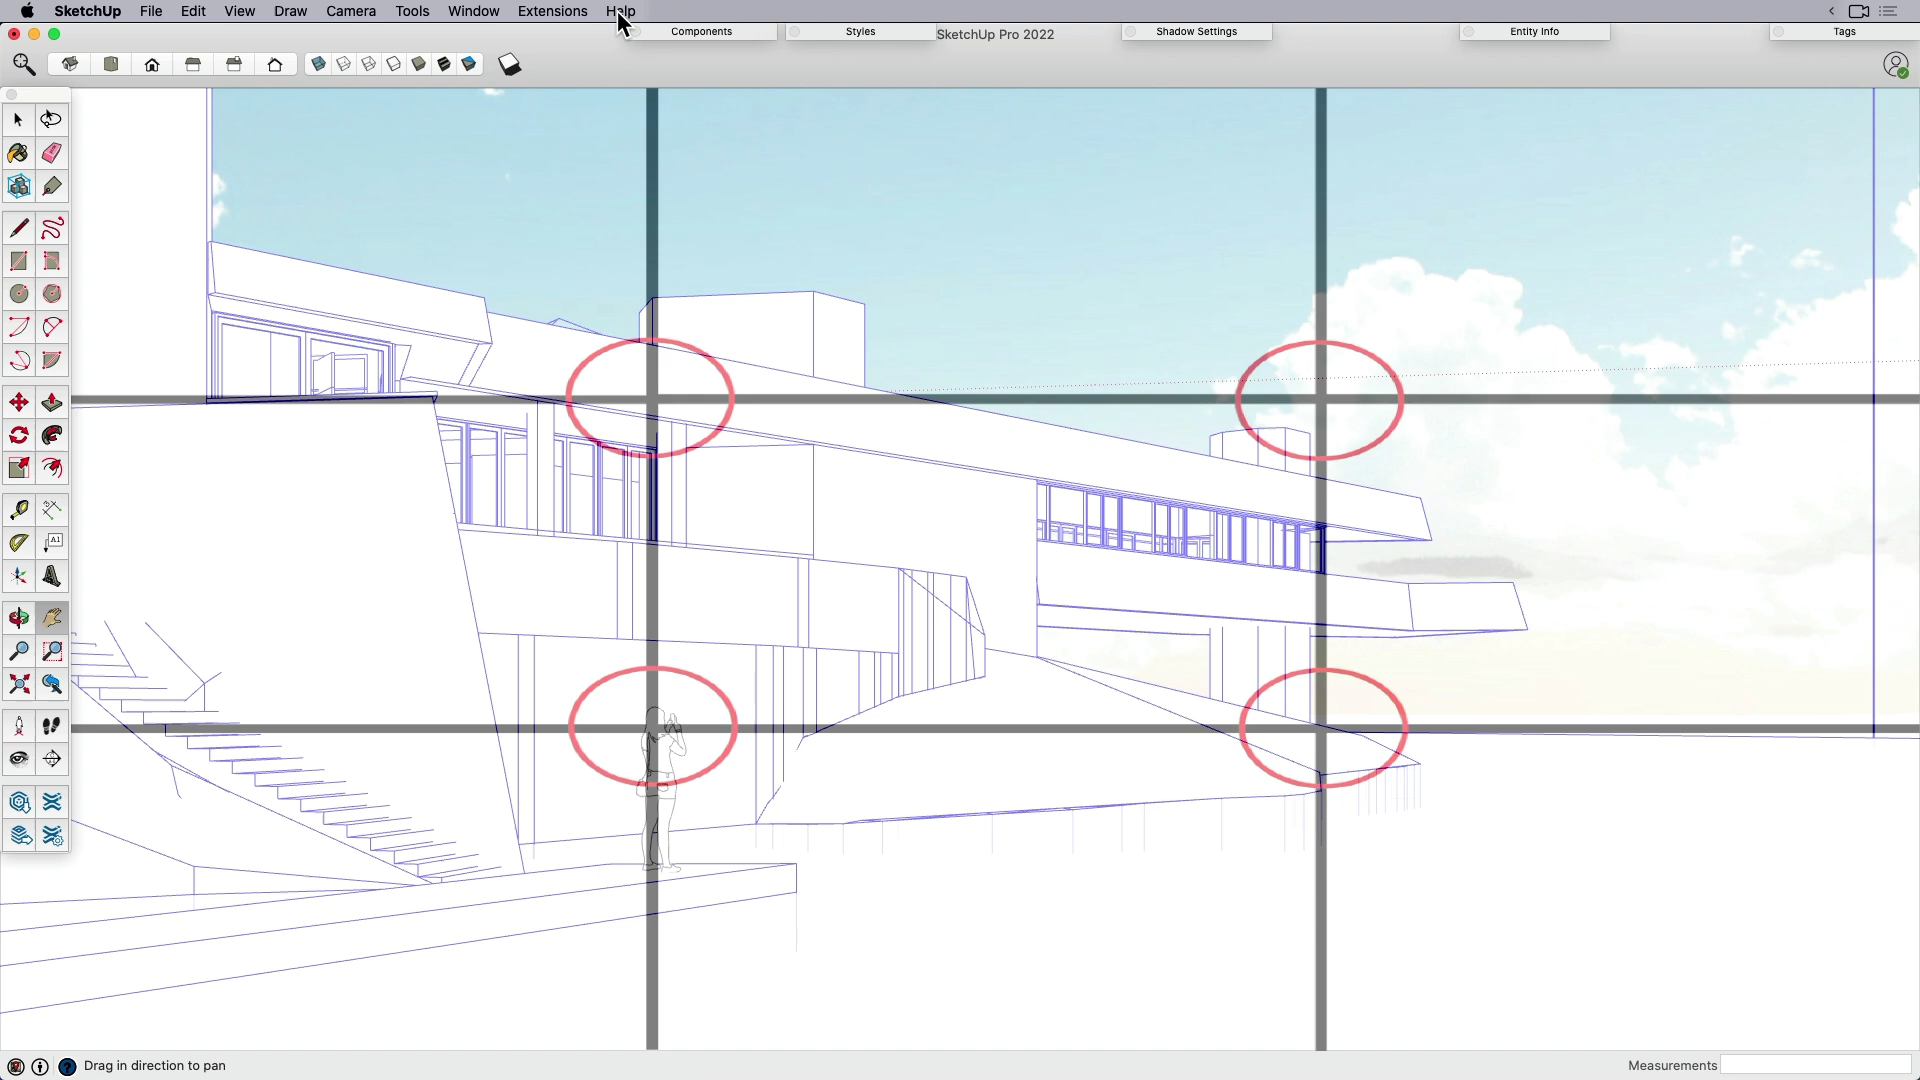 SketchUp File Edit View Draw Camera Tools Window Extensions Help
Components
Styles
SketchUp Pro 2022
Shadow Settings
Entity Info
Tags
A1
Drag in direction to pan
Measurements